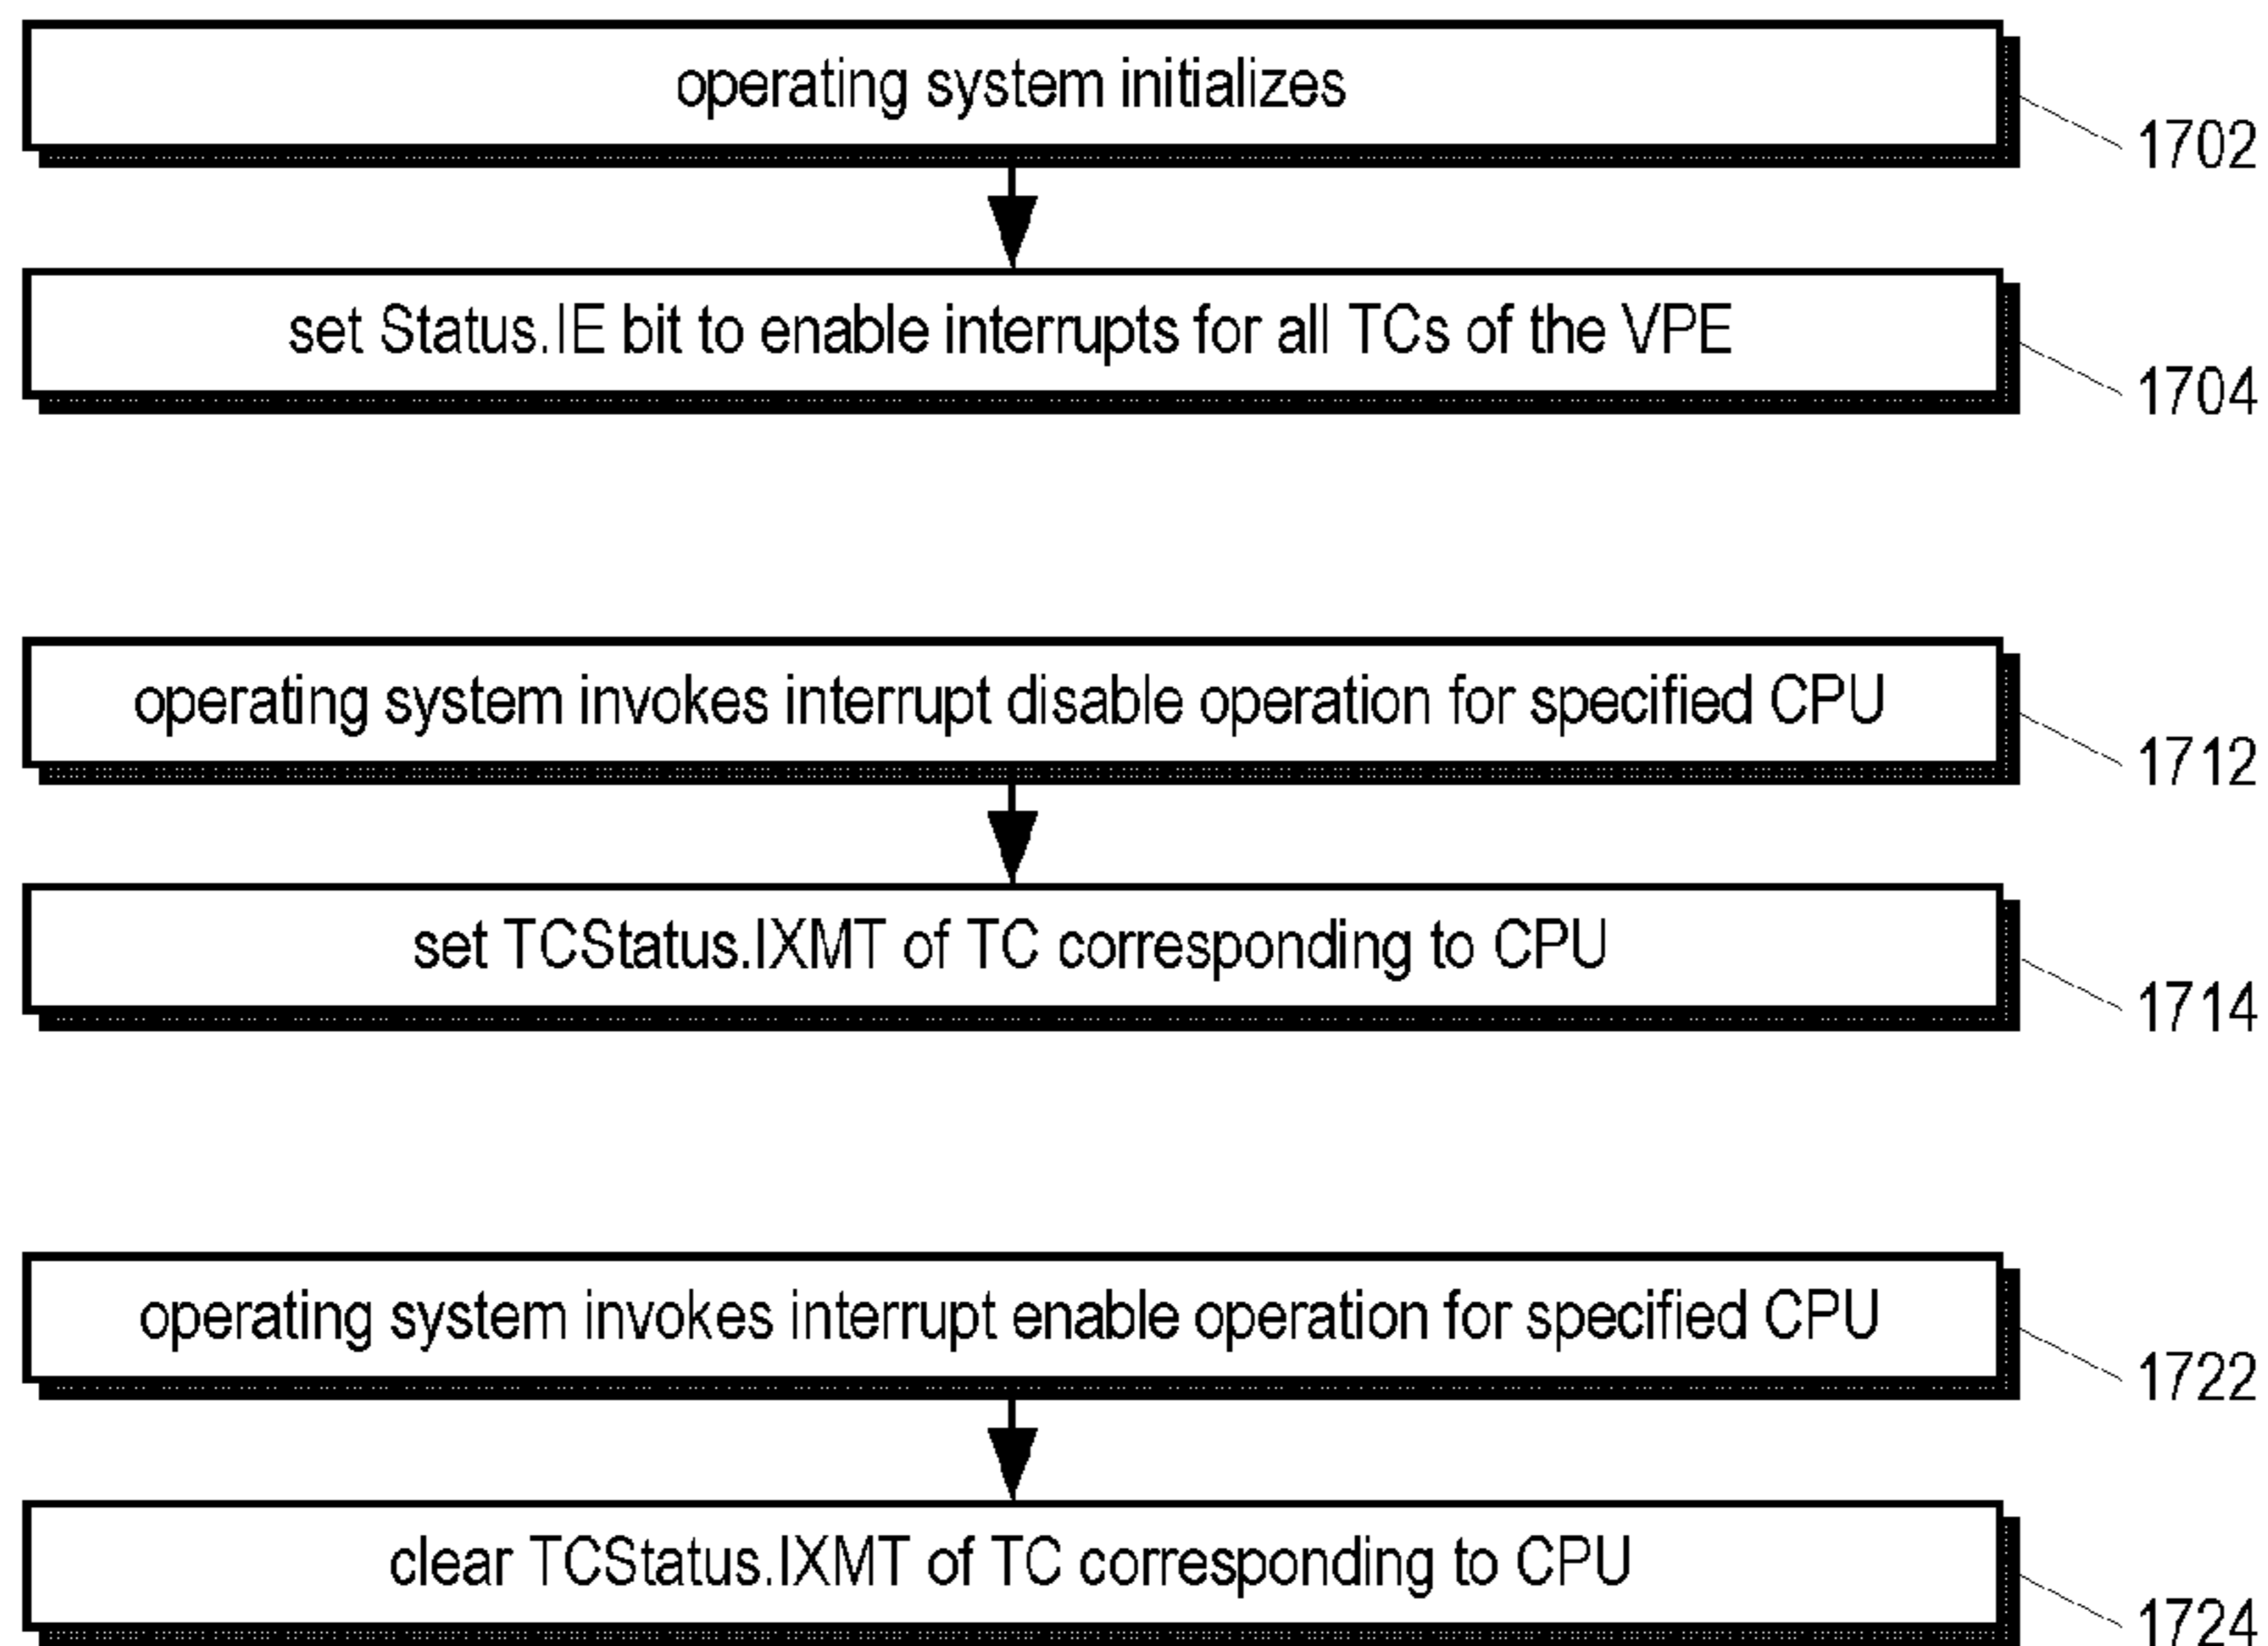 operating system initializes
1702
set Status.IE bit to enable interrupts for all TCs of the VPE
1704
operating system invokes interrupt disable operation for specified CPU
1712
set TCStatus.IXMT of TC corresponding to CPU
1714
operating system invokes interrupt enable operation for specified CPU
1722
clear TCStatus.IXMT of TC corresponding to CPU
1724